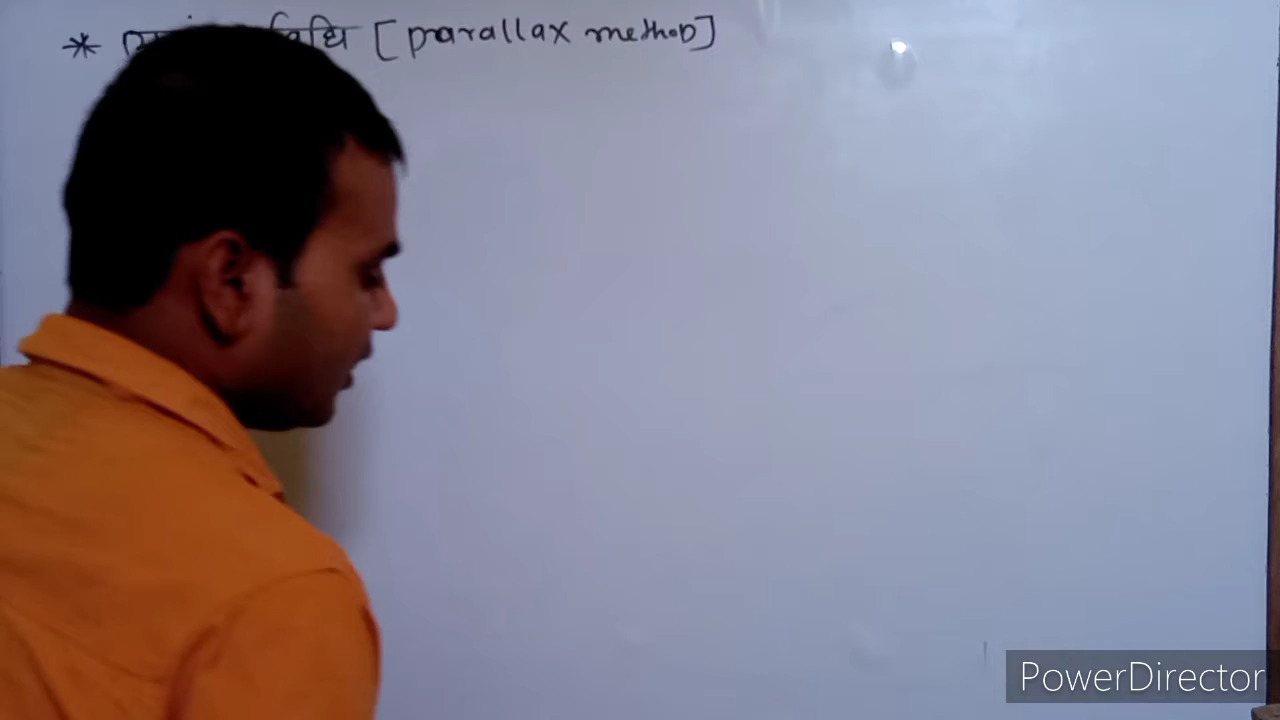 * विधि [parallax method]
PowerDirector